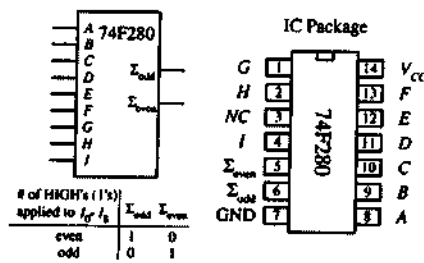 74F280
A
B
C
D
E
F
G
H
I
Σodd
Σeven
# of HIGH's (1's)
applied to I0- I8 Σodd Σeven
even 1 0
odd 0 1
IC Package
74F280
G 1 14 VCC
H 2 13 F
NC 3 12 E
I 4 11 D
Σeven 5 10 C
Σodd 6 9 B
GND 7 8 A